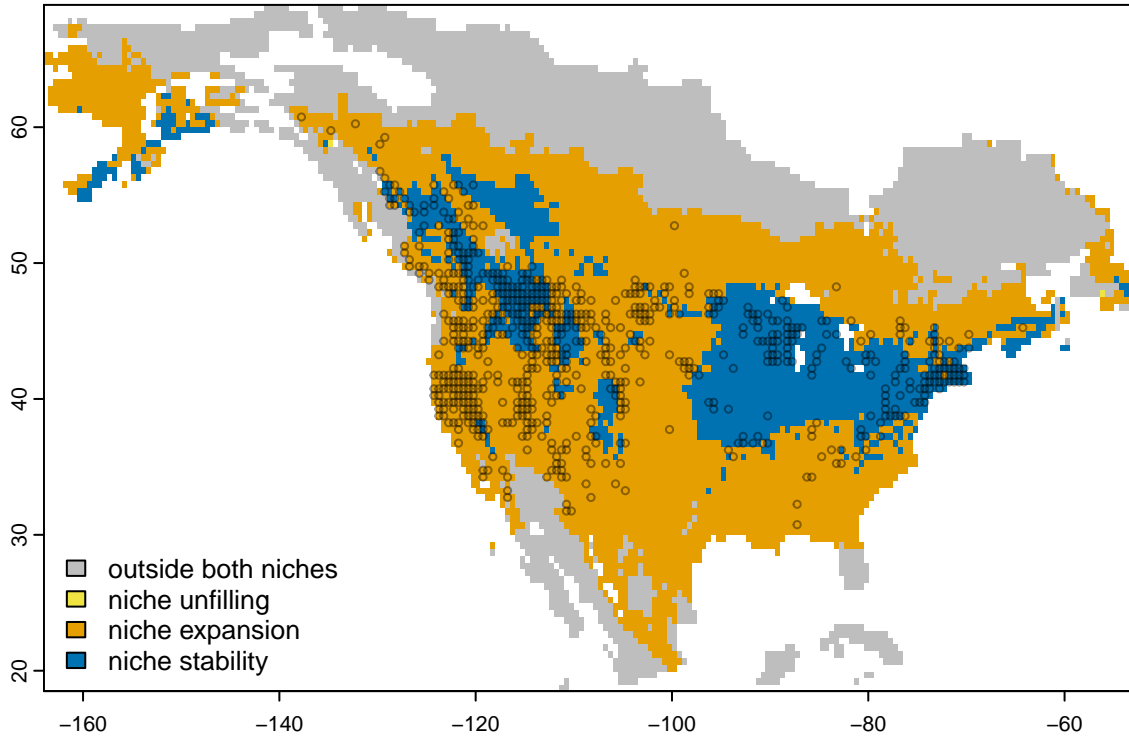 60
50
40
30
20
outside both niches
niche unfilling
niche expansion
niche stability
−160
−140
−120
−100
−80
−60